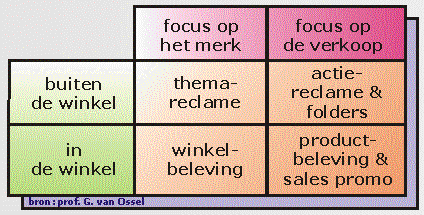 focus op
het merk
focus op
de verkoop
buiten
de winkel
thema-
reclame
actie-
reclame &
folders
in
de winkel
winkel-
beleving
product-
beleving &
sales promo
bron: prof. G. van Ossel